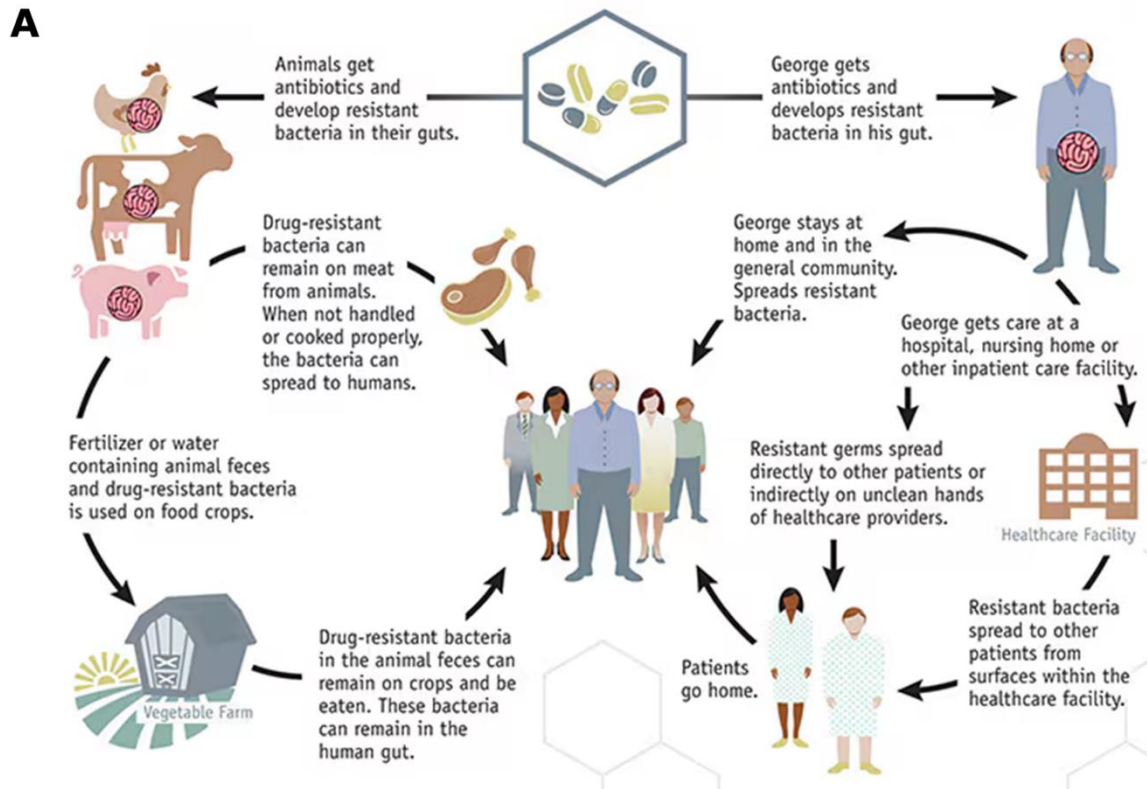 A
Animals get
antibiotics and
develop resistant
bacteria in their guts.
George gets
antibiotics and
develops resistant
bacteria in his gut.
Drug-resistant
bacteria can
remain on meat
from animals.
When not handled
or cooked properly,
the bacteria can
spread to humans.
George stays at
home and in the
general community.
Spreads resistant
bacteria.
George gets care at a
hospital, nursing home or
other inpatient care facility.
Fertilizer or water
containing animal feces
and drug-resistant bacteria
is used on food crops.
Resistant germs spread
directly to other patients or
indirectly on unclean hands
of healthcare providers.
Healthcare Facility
Vegetable Farm
Drug-resistant bacteria
in the animal feces can
remain on crops and be
eaten. These bacteria
can remain in the
human gut.
Patients
go home.
Resistant bacteria
spread to other
patients from
surfaces within the
healthcare facility.